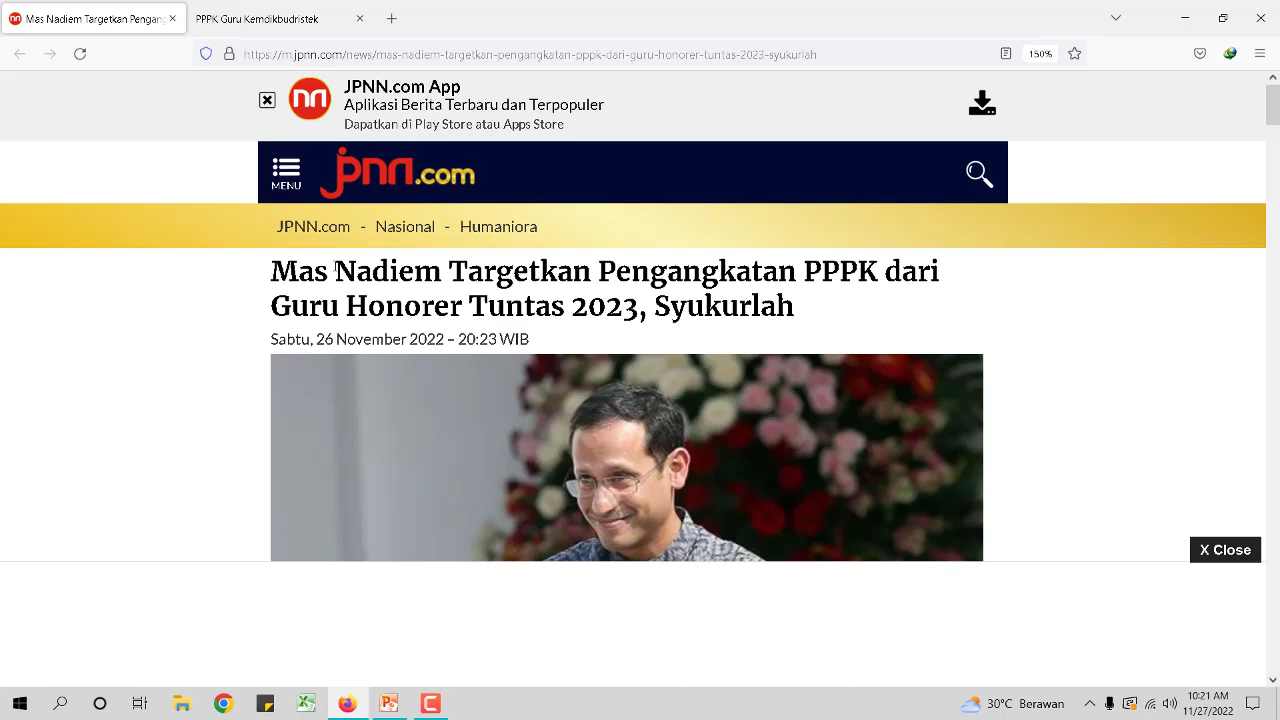 Mas Nadiem Targetkan Pengang
PPPK Guru Kemdikbudristek
https://m.jpnn.com/news/mas-nadiem-targetkan-pengangkatan-pppk-dari-guru-honorer-tuntas-2023-syukurlah
150%
JPNN.com App
Aplikasi Berita Terbaru dan Terpopuler
Dapatkan di Play Store atau Apps Store
MENU
jpnn.com
JPNN.com - Nasional - Humaniora
Mas Nadiem Targetkan Pengangkatan PPPK dari
Guru Honorer Tuntas 2023, Syukurlah
Sabtu, 26 November 2022 – 20:23 WIB
X Close
30°C Berawan
10:21 AM
11/27/2022